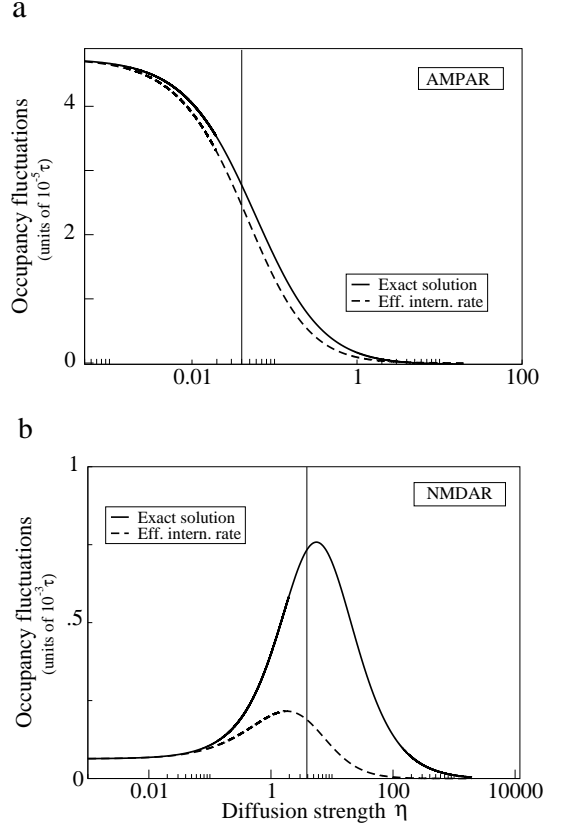 a
AMPAR
Occupancy fluctuations
(units of 10⁻⁵τ)
4
2
0
Exact solution
Eff. intern. rate
0.01
1
100
b
1
NMDAR
Exact solution
Eff. intern. rate
Occupancy fluctuations
(units of 10⁻³τ)
.5
0
0.01
1
100
10000
Diffusion strength η